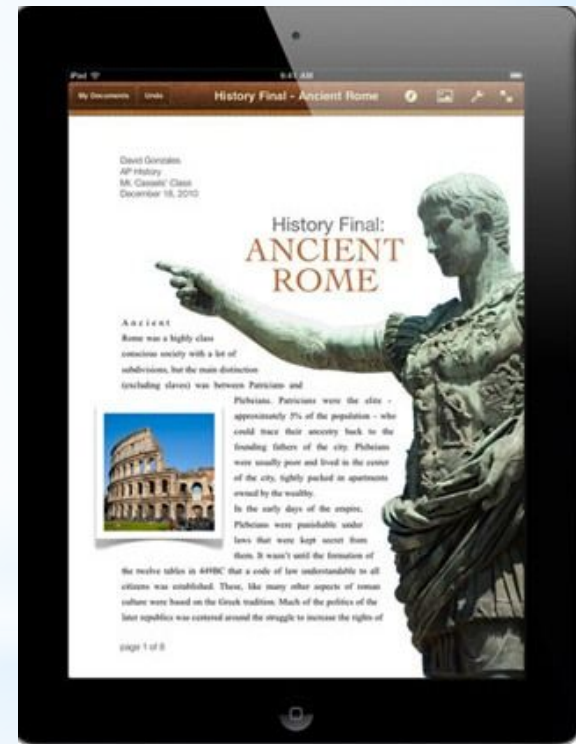 iPad
9:41 AM
My Documents Undo History Final - Ancient Rome
David Gonzales
AP History
Mr. Cassets' Class
December 18, 2010
History Final:
ANCIENT
ROME
Ancient
Rome was a highly class
conscious society with a lot of
subdivisions, but the main distinction
(excluding slaves) was between Patricians and
Plebeians. Patricians were the elite -
approximately 5% of the population - who
could trace their ancestry back to the
founding fathers of the city. Plebeians
were usually poor and lived in the center
of the city, tightly packed in apartments
owned by the wealthy.
In the early days of the empire,
Plebeians were punishable under
laws that were kept secret from
them. It wasn't until the formation of
the twelve tables in 449BC that a code of law understandable to all
citizens was established. These, like many other aspects of roman
culture were based on the Greek tradition. Much of the politics of the
later republics was centered around the struggle to increase the rights of
page 1 of 8